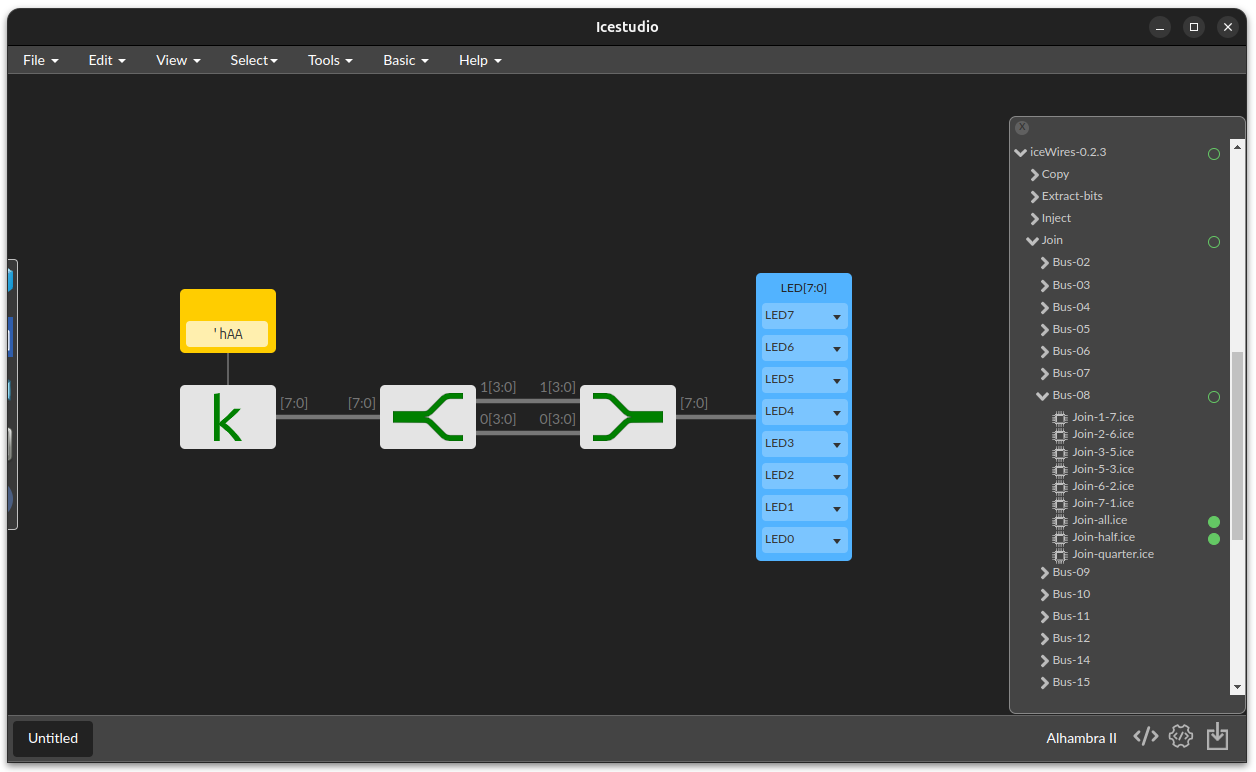 Icestudio
File Edit View Select Tools Basic Help
'hAA
k
[7:0] [7:0] 1[3:0] 1[3:0] [7:0]
0[3:0] 0[3:0]
LED[7:0]
LED7
LED6
LED5
LED4
LED3
LED2
LED1
LED0
iceWires-0.2.3
Copy
Extract-bits
Inject
Join
Bus-02
Bus-03
Bus-04
Bus-05
Bus-06
Bus-07
Bus-08
Join-1-7.ice
Join-2-6.ice
Join-3-5.ice
Join-5-3.ice
Join-6-2.ice
Join-7-1.ice
Join-all.ice
Join-half.ice
Join-quarter.ice
Bus-09
Bus-10
Bus-11
Bus-12
Bus-14
Bus-15
Untitled
Alhambra II